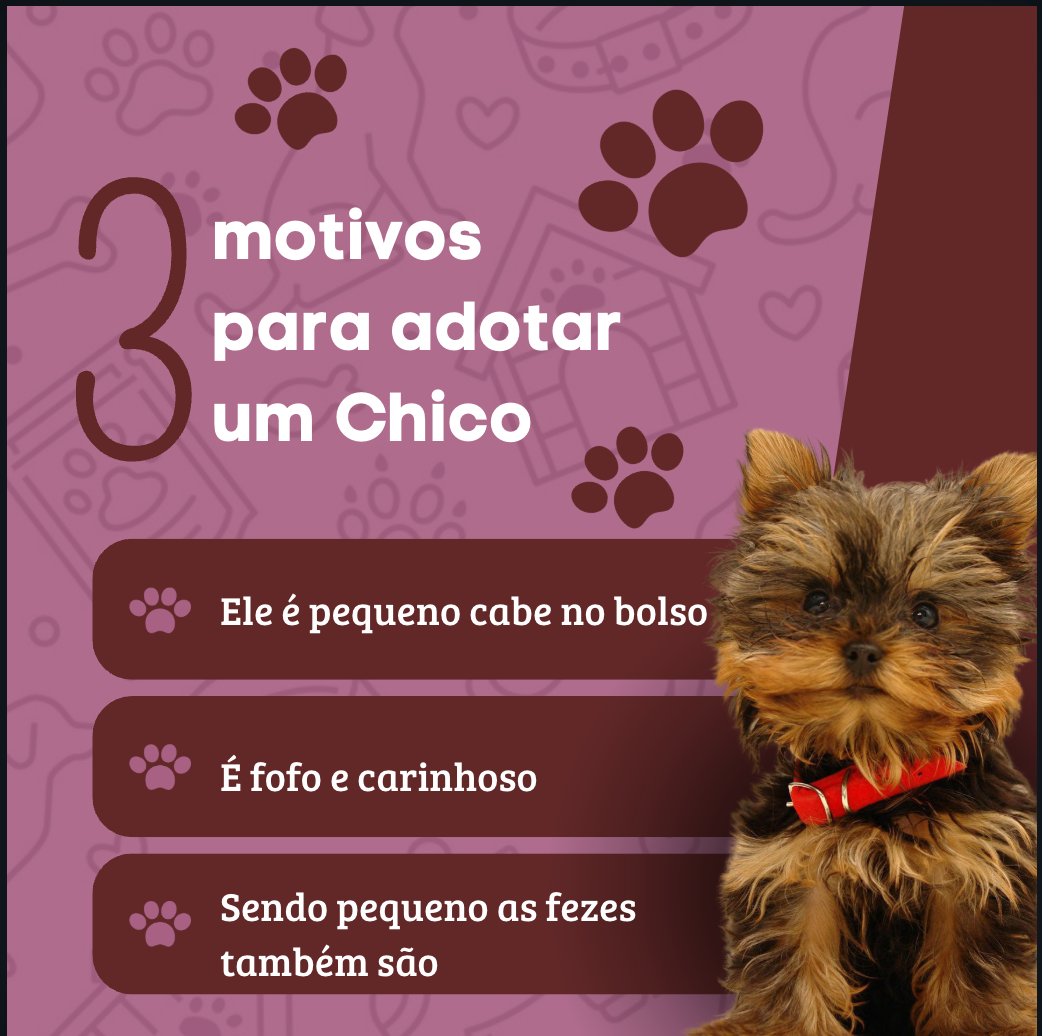 3 motivos
para adotar
um Chico
Ele é pequeno cabe no bolso
É fofo e carinhoso
Sendo pequeno as fezes
também são